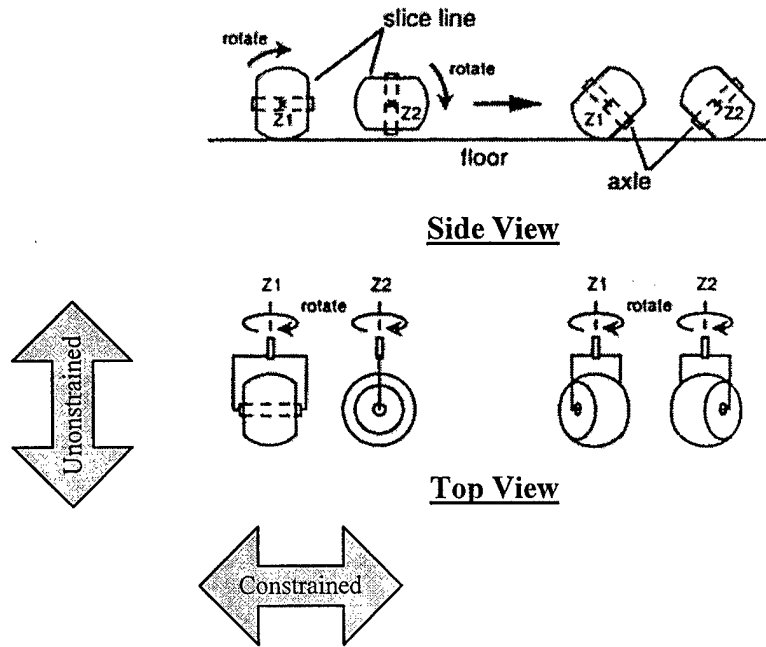 slice line
rotate
rotate
Z1
Z2
Z1
Z2
floor
axle
Side View
Z1
Z2
Z1
Z2
rotate
rotate
Unonstrained
Top View
Constrained